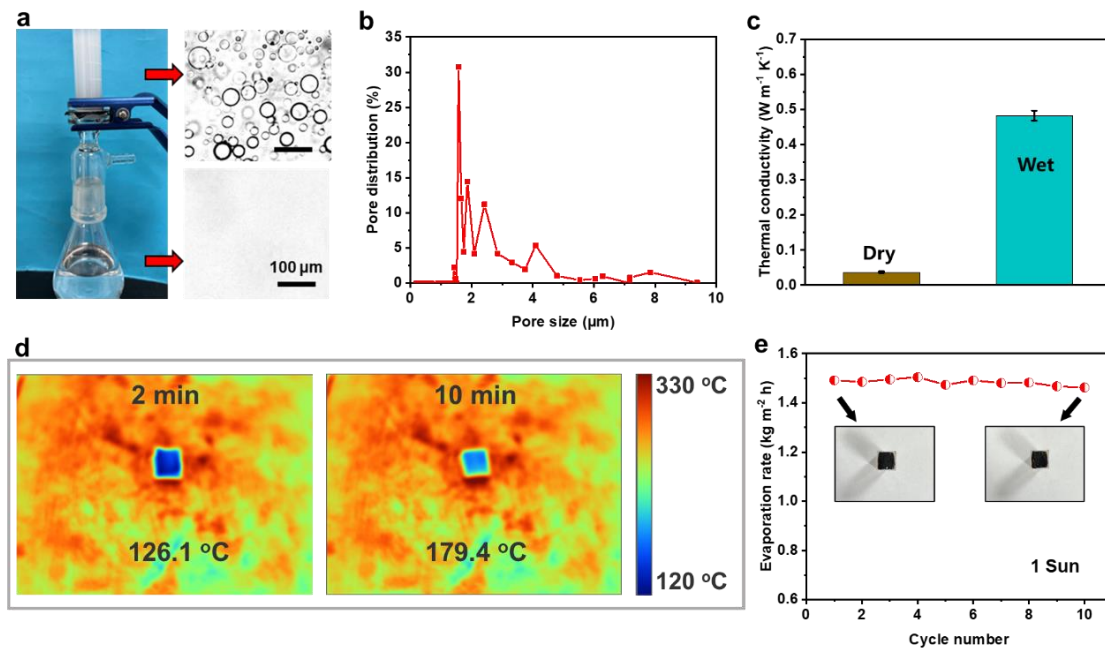 a
100 µm
b
Pore distribution (%)
35
30
25
20
15
10
5
0
0 2 4 6 8 10
Pore size (µm)
c
Thermal conductivity (W m⁻¹ K⁻¹)
0.7
0.6
0.5
0.4
0.3
0.2
0.1
0.0
Dry
Wet
d
2 min
126.1 °C
10 min
179.4 °C
330 °C
120 °C
e
Evaporation rate (kg m⁻² h)
1.6
1.4
1.2
1.0
0.8
0.6
1 Sun
0 2 4 6 8 10
Cycle number